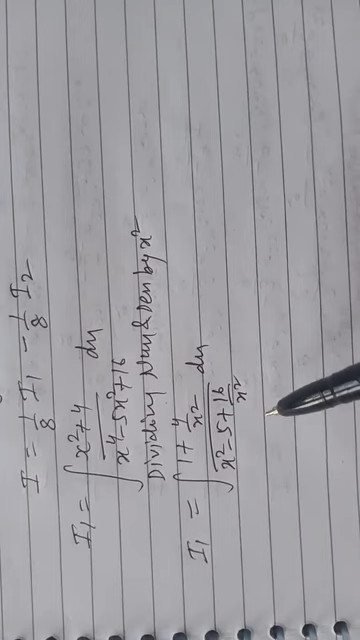 I = 1/8 I₁ - 1/8 I₂
I₁ = ∫ (x²+4)/(x⁴-5x²+16) dx
Dividing Num & Den by x²
I₁ = ∫ (1+4/x²)/(x²-5+16/x²) dx